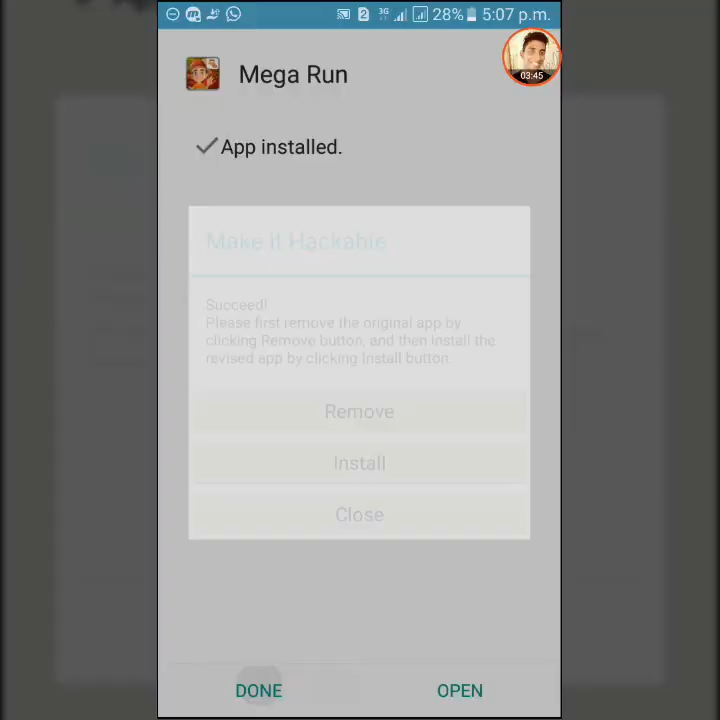 2 3G 28% 5:07 p.m.
Mega Run
03:45
App installed.
Make it Hackable
Succeed!
Please first remove the original app by
clicking Remove button, and then install the
revised app by clicking Install button.
Remove
Install
Close
DONE OPEN